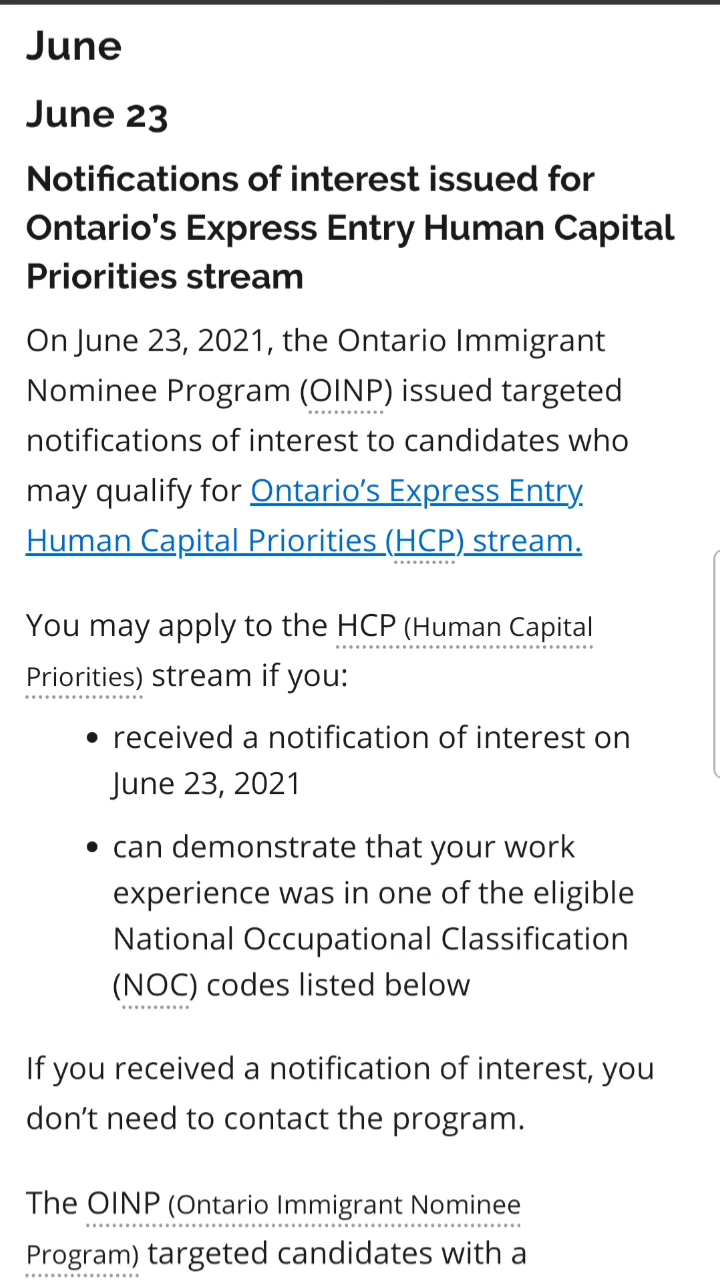 June
June 23
Notifications of interest issued for
Ontario's Express Entry Human Capital
Priorities stream
On June 23, 2021, the Ontario Immigrant
Nominee Program (OINP) issued targeted
notifications of interest to candidates who
may qualify for Ontario's Express Entry
Human Capital Priorities (HCP) stream.
You may apply to the HCP (Human Capital
Priorities) stream if you:
• received a notification of interest on
June 23, 2021
• can demonstrate that your work
experience was in one of the eligible
National Occupational Classification
(NOC) codes listed below
If you received a notification of interest, you
don't need to contact the program.
The OINP (Ontario Immigrant Nominee
Program) targeted candidates with a